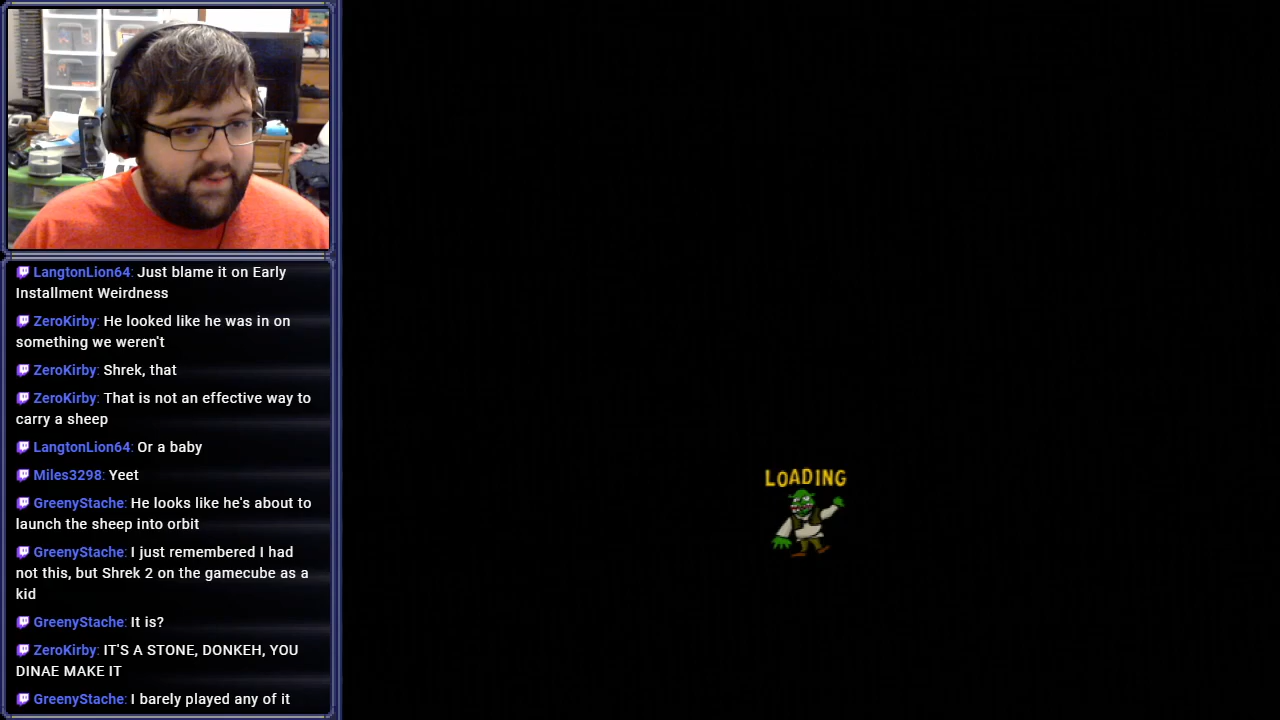 LangtonLion64: Just blame it on Early
Installment Weirdness
ZeroKirby: He looked like he was in on
something we weren't
ZeroKirby: Shrek, that
ZeroKirby: That is not an effective way to
carry a sheep
LangtonLion64: Or a baby
Miles3298: Yeet
GreenyStache: He looks like he's about to
launch the sheep into orbit
GreenyStache: I just remembered I had
not this, but Shrek 2 on the gamecube as a
kid
GreenyStache: It is?
ZeroKirby: IT'S A STONE, DONKEH, YOU
DINAE MAKE IT
GreenyStache: I barely played any of it
LOADING